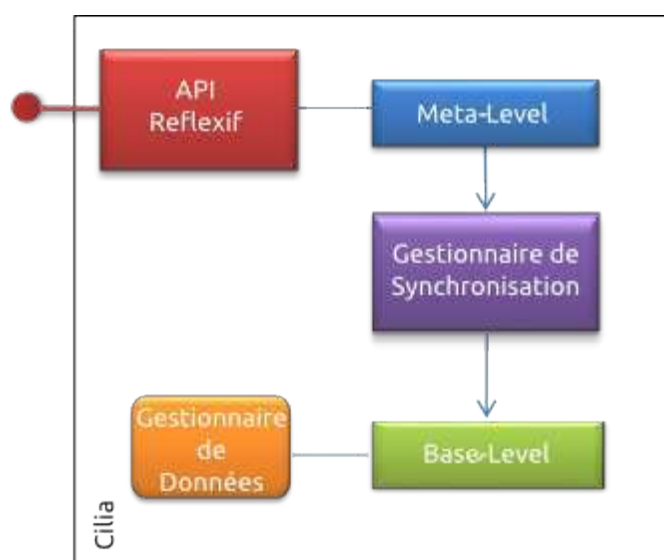 API
Reflexif
Meta-Level
Gestionnaire de
Synchronisation
Gestionnaire
de
Données
Base-Level
Cilia